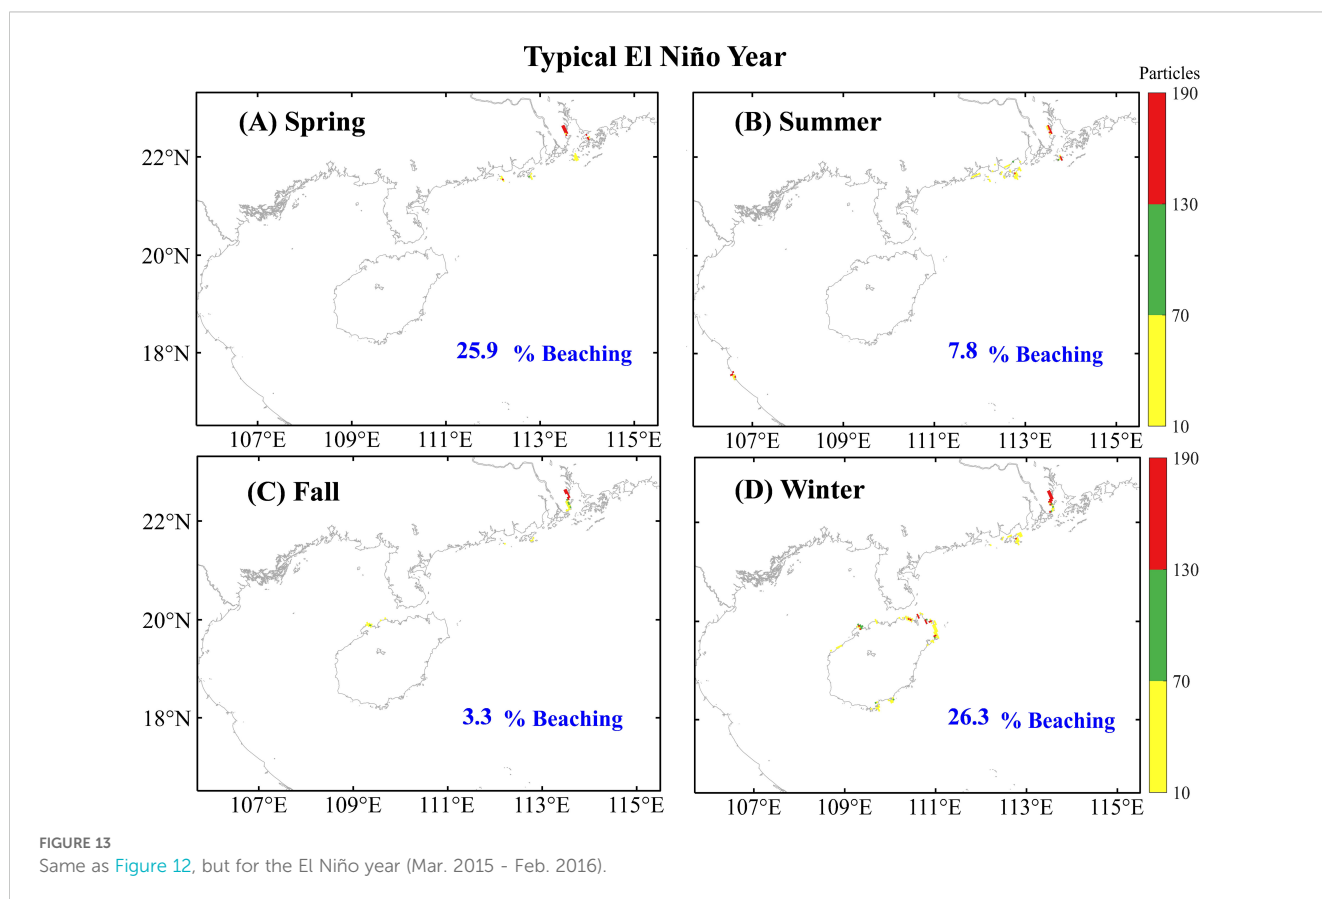 Typical El Niño Year
Particles
(A) Spring
22°N
20°N
18°N
25.9 % Beaching
107°E 109°E 111°E 113°E 115°E
(B) Summer
7.8 % Beaching
107°E 109°E 111°E 113°E 115°E
190
130
70
10
(C) Fall
22°N
20°N
18°N
3.3 % Beaching
107°E 109°E 111°E 113°E 115°E
(D) Winter
26.3 % Beaching
107°E 109°E 111°E 113°E 115°E
190
130
70
10
FIGURE 13
Same as Figure 12, but for the El Niño year (Mar. 2015 - Feb. 2016).